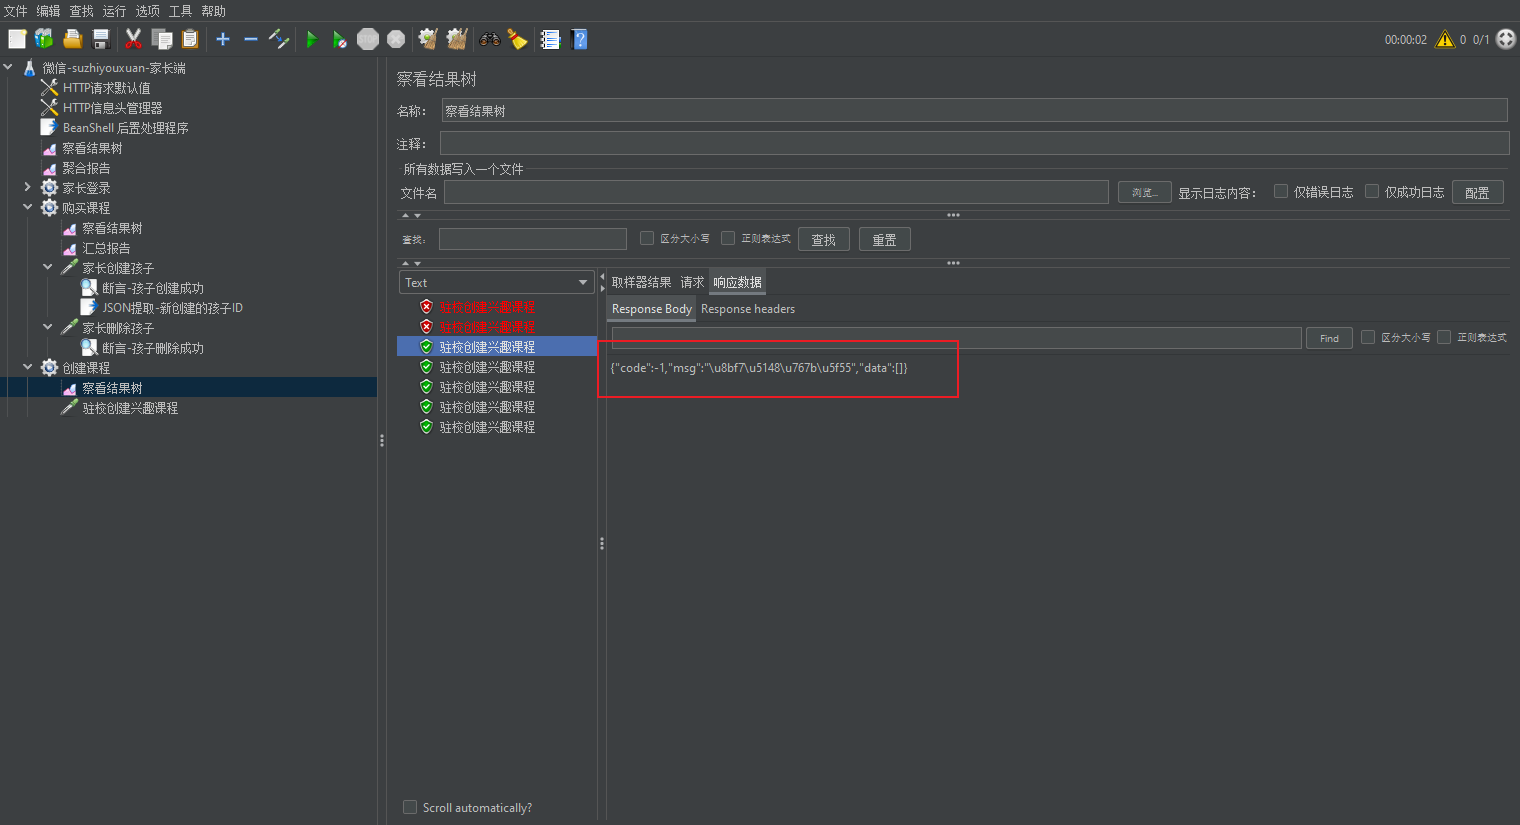 文件 编辑 查找 运行 选项 工具 帮助
00:00:02 0 0/1
微信-suzhiyouxuan-家长端
HTTP请求默认值
HTTP信息头管理器
BeanShell 后置处理程序
察看结果树
聚合报告
家长登录
购买课程
察看结果树
汇总报告
家长创建孩子
断言-孩子创建成功
JSON提取-新创建的孩子ID
家长删除孩子
断言-孩子删除成功
创建课程
察看结果树
驻校创建兴趣课程
察看结果树
名称: 察看结果树
注释:
所有数据写入一个文件
文件名 浏览... 显示日志内容: 仅错误日志 仅成功日志 配置
查找: 区分大小写 正则表达式 查找 重置
Text
驻校创建兴趣课程
驻校创建兴趣课程
驻校创建兴趣课程
驻校创建兴趣课程
驻校创建兴趣课程
驻校创建兴趣课程
驻校创建兴趣课程
Scroll automatically?
取样器结果 请求 响应数据
Response Body Response headers
Find 区分大小写 正则表达式
{"code":-1,"msg":"\u8bf7\u5148\u767b\u5f55","data":[]}